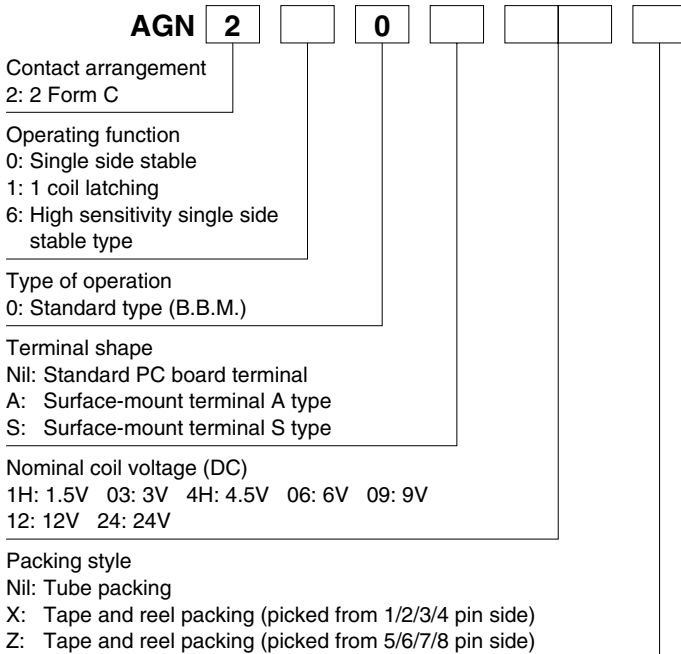 AGN 2 0
Contact arrangement
2: 2 Form C
Operating function
0: Single side stable
1: 1 coil latching
6: High sensitivity single side
stable type
Type of operation
0: Standard type (B.B.M.)
Terminal shape
Nil: Standard PC board terminal
A: Surface-mount terminal A type
S: Surface-mount terminal S type
Nominal coil voltage (DC)
1H: 1.5V 03: 3V 4H: 4.5V 06: 6V 09: 9V
12: 12V 24: 24V
Packing style
Nil: Tube packing
X: Tape and reel packing (picked from 1/2/3/4 pin side)
Z: Tape and reel packing (picked from 5/6/7/8 pin side)